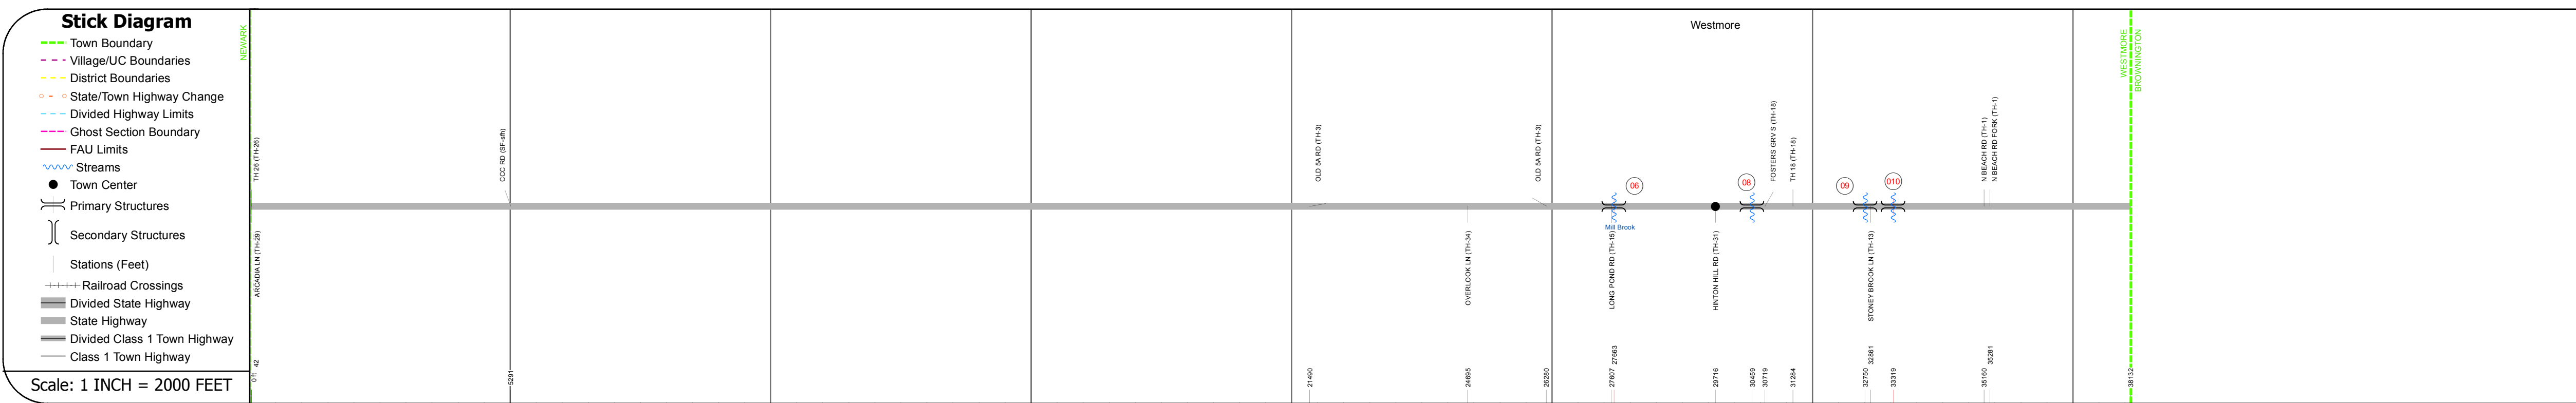 Stick Diagram
Town Boundary
Village/UC Boundaries
District Boundaries
State/Town Highway Change
Divided Highway Limits
Ghost Section Boundary
FAU Limits
Streams
Town Center
Primary Structures
Secondary Structures
Stations (Feet)
Railroad Crossings
Divided State Highway
State Highway
Divided Class 1 Town Highway
Class 1 Town Highway
Scale: 1 INCH = 2000 FEET
NEWARK
Westmore
WESTMORE
BROWNINGTON
TH 26 (TH-26)
CCC RD (SF-sfh)
OLD 5A RD (TH-3)
OLD 5A RD (TH-3)
FOSTERS GRV S (TH-18)
TH 18 (TH-18)
N BEACH RD (TH-1)
N BEACH RD FORK (TH-1)
06
08
09
010
Mill Brook
ARCADIA LN (TH-29)
OVERLOOK LN (TH-34)
LONG POND RD (TH-15)
HINTON HILL RD (TH-31)
STONEY BROOK LN (TH-13)
0 ft
42
5291
21490
24695
26280
27607
27663
29716
30459
30719
31284
32750
32861
33319
35160
35281
38132